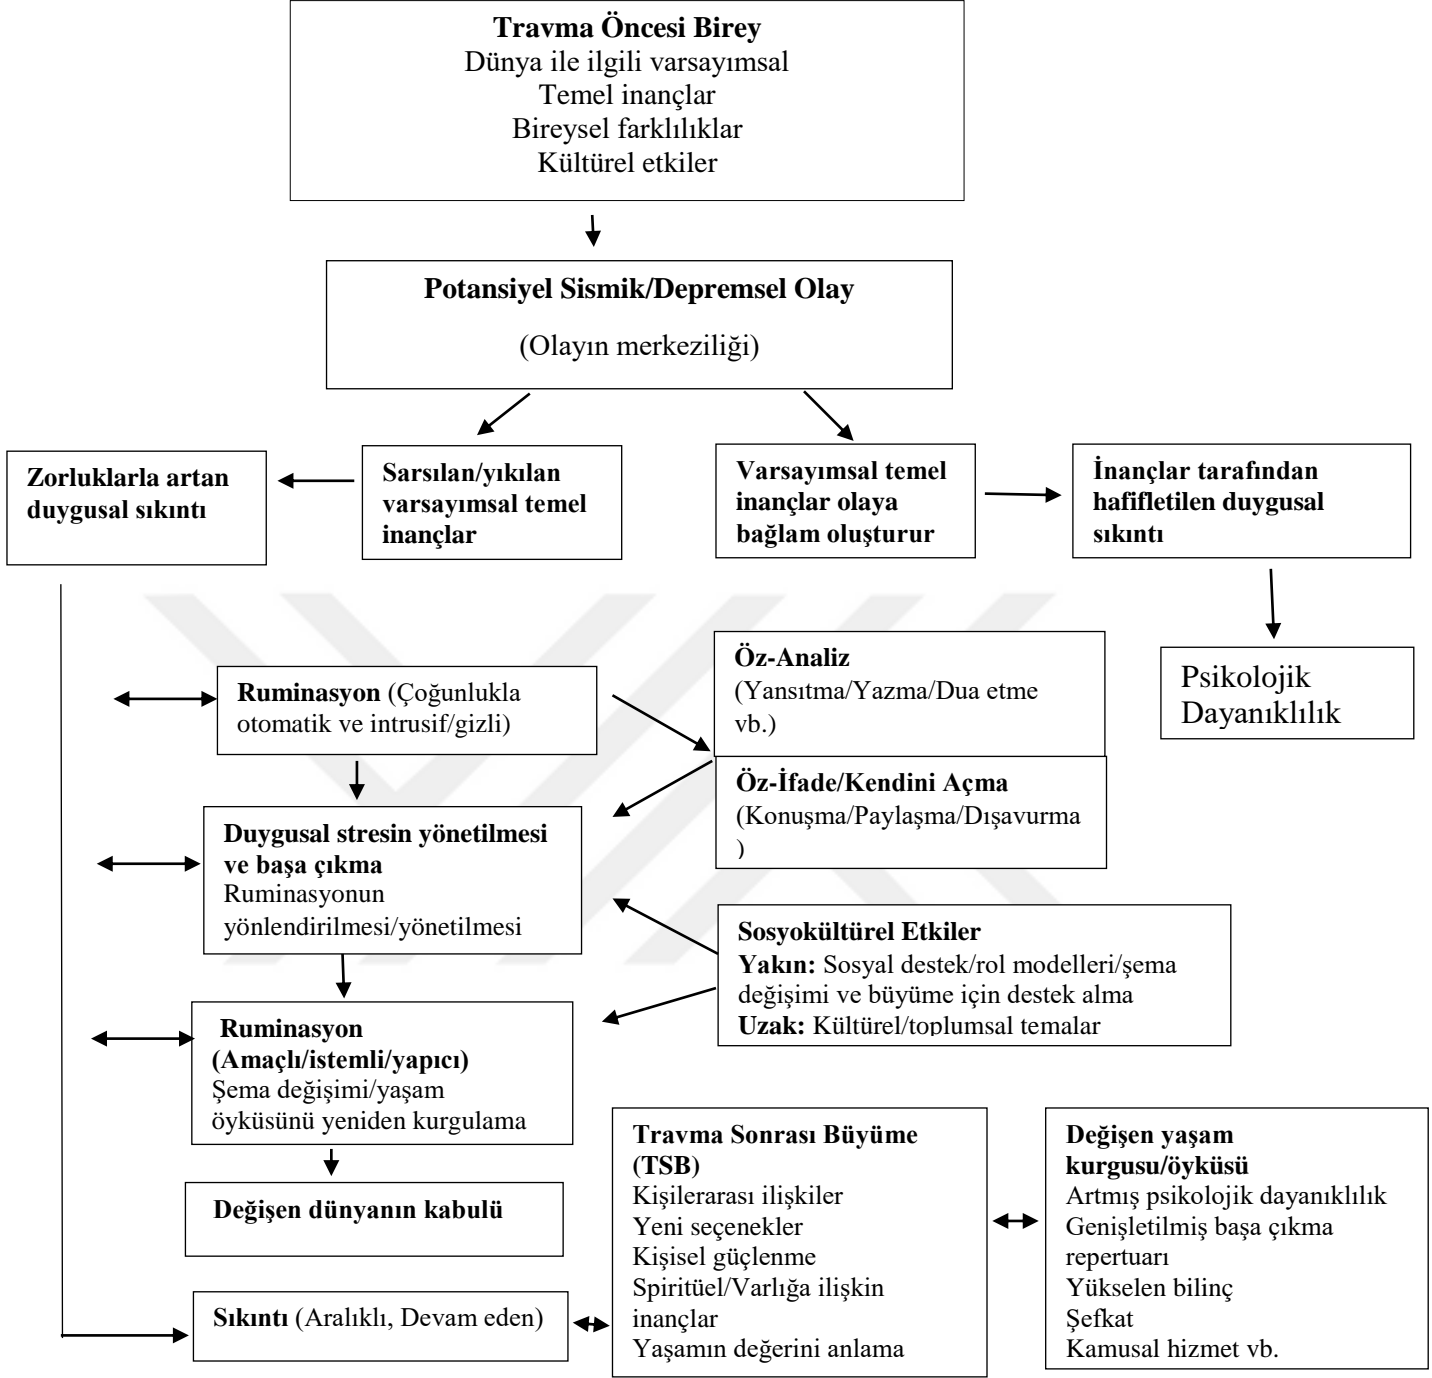 Travma Öncesi Birey
Dünya ile ilgili varsayımsal
Temel inançlar
Bireysel farklılıklar
Kültürel etkiler
Potansiyel Sismik/Depremsel Olay
(Olayın merkeziliği)
Zorluklarla artan
duygusal sıkıntı
Sarsılan/yıkılan
varsayımsal temel
inançlar
Varsayımsal temel
inançlar olaya
bağlam oluşturur
İnançlar tarafından
hafifletilen duygusal
sıkıntı
Psikolojik
Dayanıklılık
Ruminasyon (Çoğunlukla
otomatik ve intrusif/gizli)
Öz-Analiz
(Yansıtma/Yazma/Dua etme
vb.)
Öz-İfade/Kendini Açma
(Konuşma/Paylaşma/Dışavurma
)
Duygusal stresin yönetilmesi
ve başa çıkma
Ruminasyonun
yönlendirilmesi/yönetilmesi
Sosyokültürel Etkiler
Yakın: Sosyal destek/rol modelleri/şema
değişimi ve büyüme için destek alma
Uzak: Kültürel/toplumsal temalar
Ruminasyon
(Amaçlı/istemli/yapıcı)
Şema değişimi/yaşam
öyküsünü yeniden kurgulama
Değişen dünyanın kabulü
Sıkıntı (Aralıklı, Devam eden)
Travma Sonrası Büyüme
(TSB)
Kişilerarası ilişkiler
Yeni seçenekler
Kişisel güçlenme
Spiritüel/Varlığa ilişkin
inançlar
Yaşamın değerini anlama
Değişen yaşam
kurgusu/öyküsü
Artmış psikolojik dayanıklılık
Genişletilmiş başa çıkma
repertuarı
Yükselen bilinç
Şefkat
Kamusal hizmet vb.